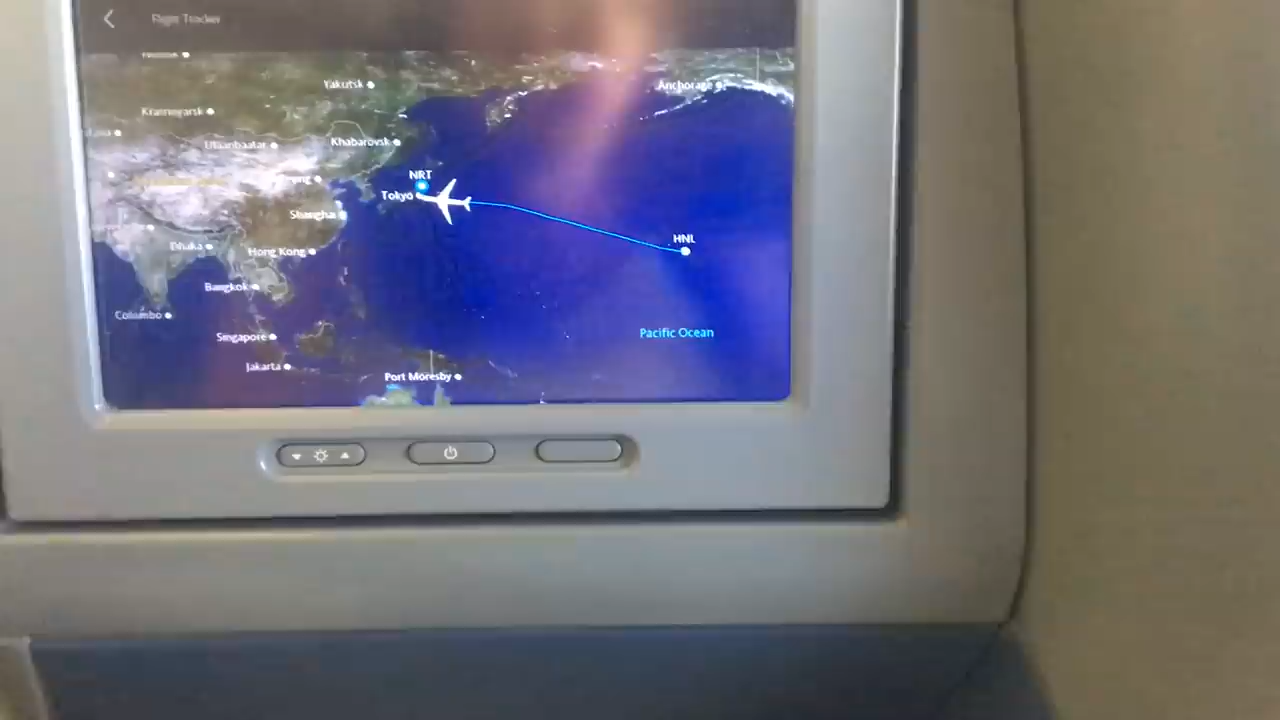 Flight Tracker
Yakutsk
Anchorage
Krasnoyarsk
Ulaanbaatar
Khabarovsk
NRT
Tokyo
Shanghai
HNL
Dhaka
Hong Kong
Bangkok
Colombo
Pacific Ocean
Singapore
Jakarta
Port Moresby